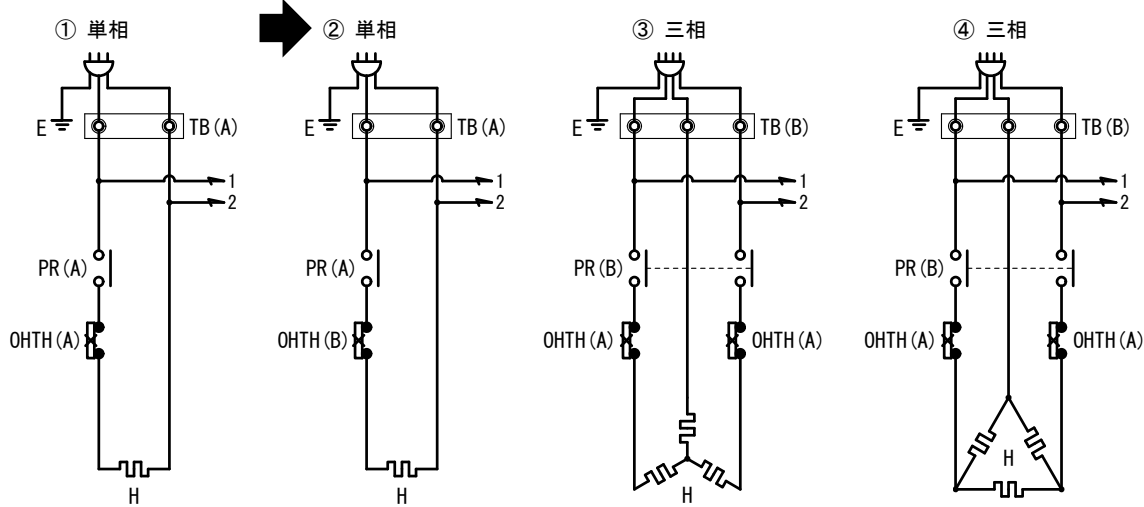 ① 単相
② 単相
③ 三相
④ 三相
E
TB(A)
E
TB(A)
E
TB(B)
E
TB(B)
1
1
1
1
2
2
2
2
PR(A)
PR(A)
PR(B)
PR(B)
OHTH(A)
OHTH(B)
OHTH(A)
OHTH(A)
OHTH(A)
OHTH(A)
H
H
H
H